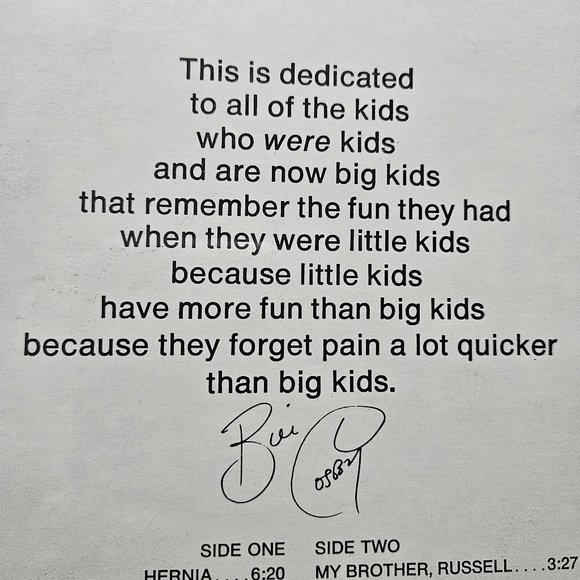 This is dedicated
to all of the kids
who were kids
and are now big kids
that remember the fun they had
when they were little kids
because little kids
have more fun than big kids
because they forget pain a lot quicker
than big kids.
Bill Cosby
SIDE ONE SIDE TWO
HERNIA....6:20 MY BROTHER, RUSSELL....3:27